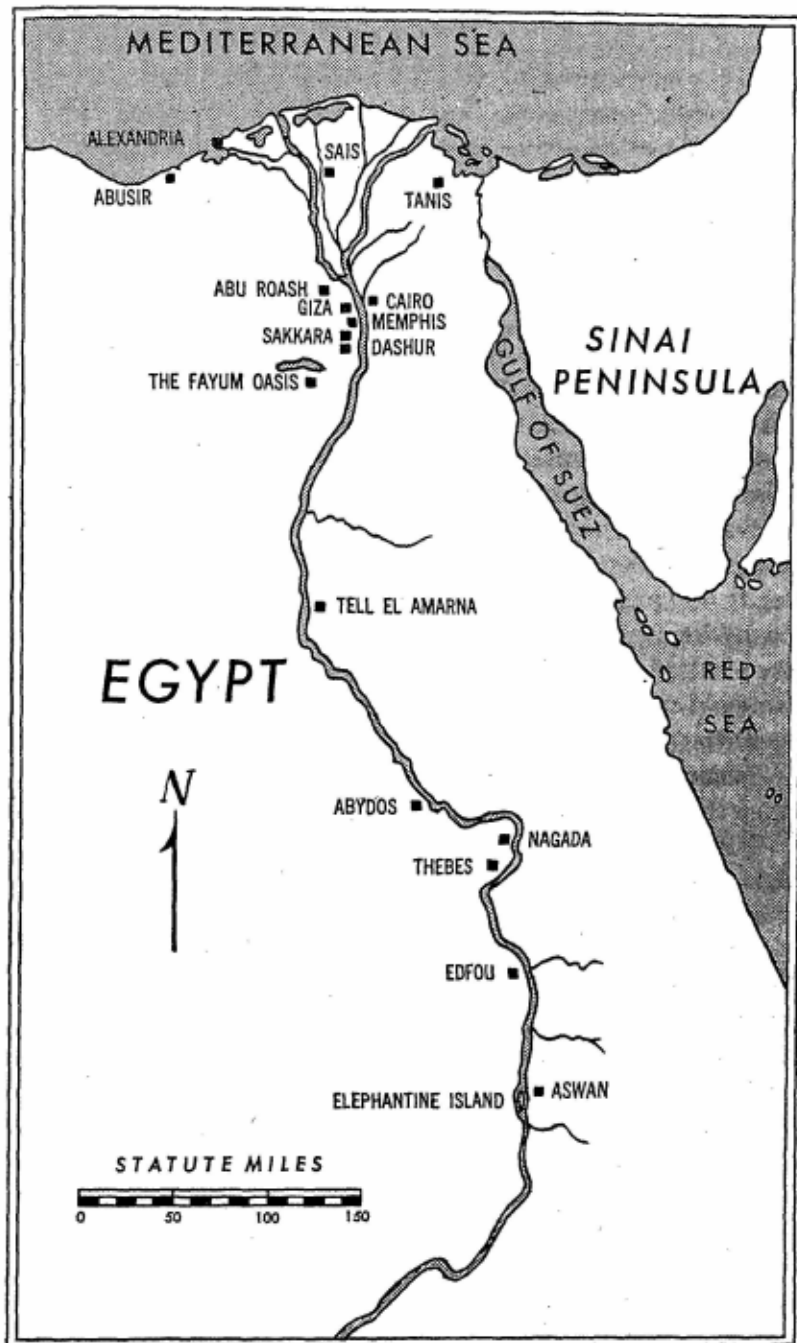 MEDITERRANEAN SEA
ALEXANDRIA
SAIS
ABUSIR
TANIS
ABU ROASH
CAIRO
GIZA
MEMPHIS
SAKKARA
DASHUR
THE FAYUM OASIS
SINAI
PENINSULA
GULF OF SUEZ
TELL EL AMARNA
EGYPT
RED
SEA
N
ABYDOS
NAGADA
THEBES
EDFOU
ELEPHANTINE ISLAND
ASWAN
STATUTE MILES
0 50 100 150